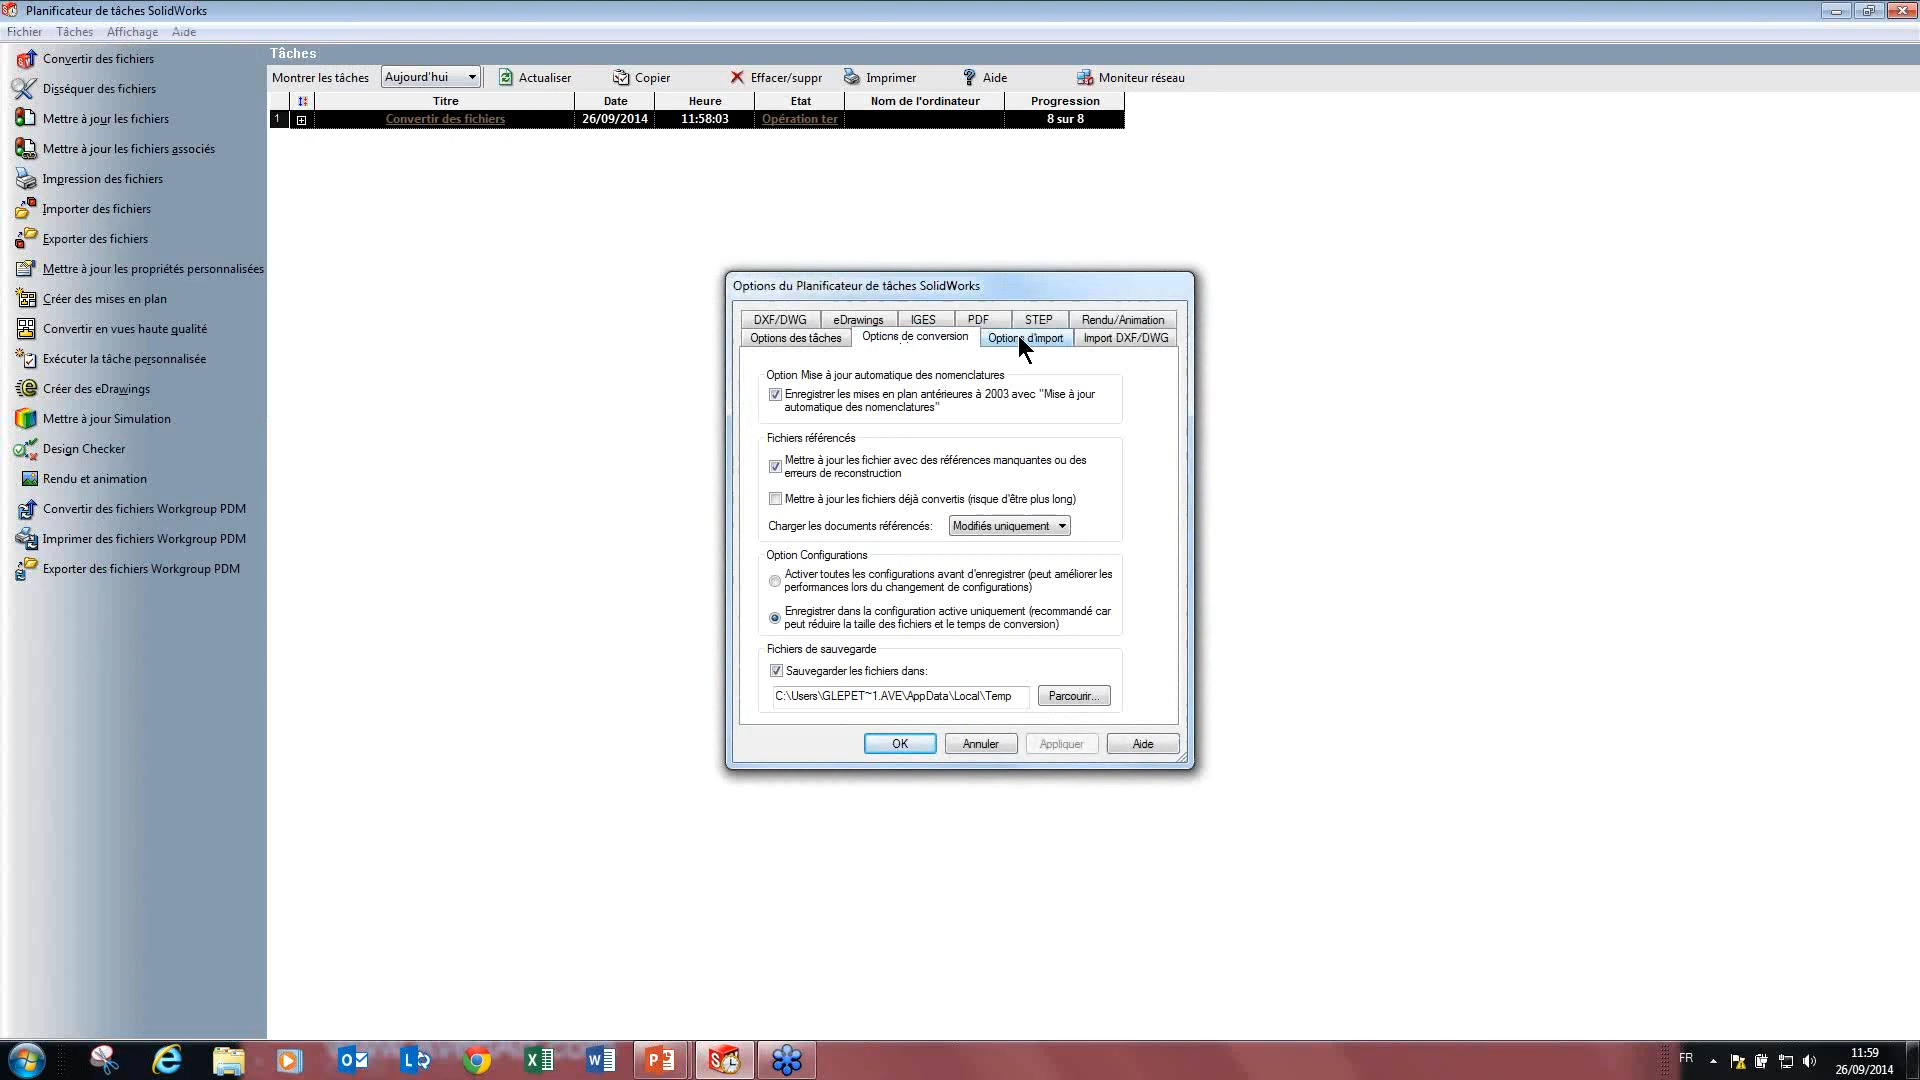 Planificateur de tâches SolidWorks
Fichier Tâches Affichage Aide
Convertir des fichiers
Disséquer des fichiers
Mettre à jour les fichiers
Mettre à jour les fichiers associés
Impression des fichiers
Importer des fichiers
Exporter des fichiers
Mettre à jour les propriétés personnalisées
Créer des mises en plan
Convertir en vues haute qualité
Exécuter la tâche personnalisée
Créer des eDrawings
Mettre à jour Simulation
Design Checker
Rendu et animation
Convertir des fichiers Workgroup PDM
Imprimer des fichiers Workgroup PDM
Exporter des fichiers Workgroup PDM
Tâches
Montrer les tâches Aujourd'hui Actualiser Copier Effacer/suppr Imprimer Aide Moniteur réseau
Titre Date Heure Etat Nom de l'ordinateur Progression
1 Convertir des fichiers 26/09/2014 11:58:03 Opération ter 8 sur 8
Options du Planificateur de tâches SolidWorks
DXF/DWG eDrawings IGES PDF STEP Rendu/Animation
Options des tâches Options de conversion Options d'import Import DXF/DWG
Option Mise à jour automatique des nomenclatures
Enregistrer les mises en plan antérieures à 2003 avec "Mise à jour
automatique des nomenclatures"
Fichiers référencés
Mettre à jour les fichier avec des références manquantes ou des
erreurs de reconstruction
Mettre à jour les fichiers déjà convertis (risque d'être plus long)
Charger les documents référencés: Modifiés uniquement
Option Configurations
Activer toutes les configurations avant d'enregistrer (peut améliorer les
performances lors du changement de configurations)
Enregistrer dans la configuration active uniquement (recommandé car
peut réduire la taille des fichiers et le temps de conversion)
Fichiers de sauvegarde
Sauvegarder les fichiers dans:
C:\Users\GLEPET~1.AVE\AppData\Local\Temp Parcourir...
OK Annuler Appliquer Aide
FR
11:59
26/09/2014